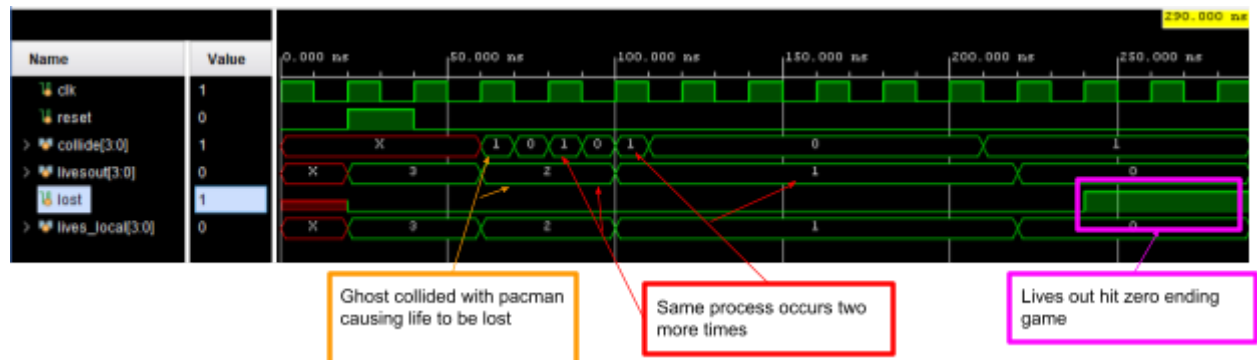 290.000 ns
Name Value 0.000 ns 50.000 ns 100.000 ns 150.000 ns 200.000 ns 250.000 ns
clk 1
reset 0
collide[3:0] 1 X 1 0 1 0 1 0 1
livesout[3:0] 0 X 3 2 1 0
lost 1
lives_local[3:0] 0 X 3 2 1 0
Ghost collided with pacman
causing life to be lost
Same process occurs two
more times
Lives out hit zero ending
game